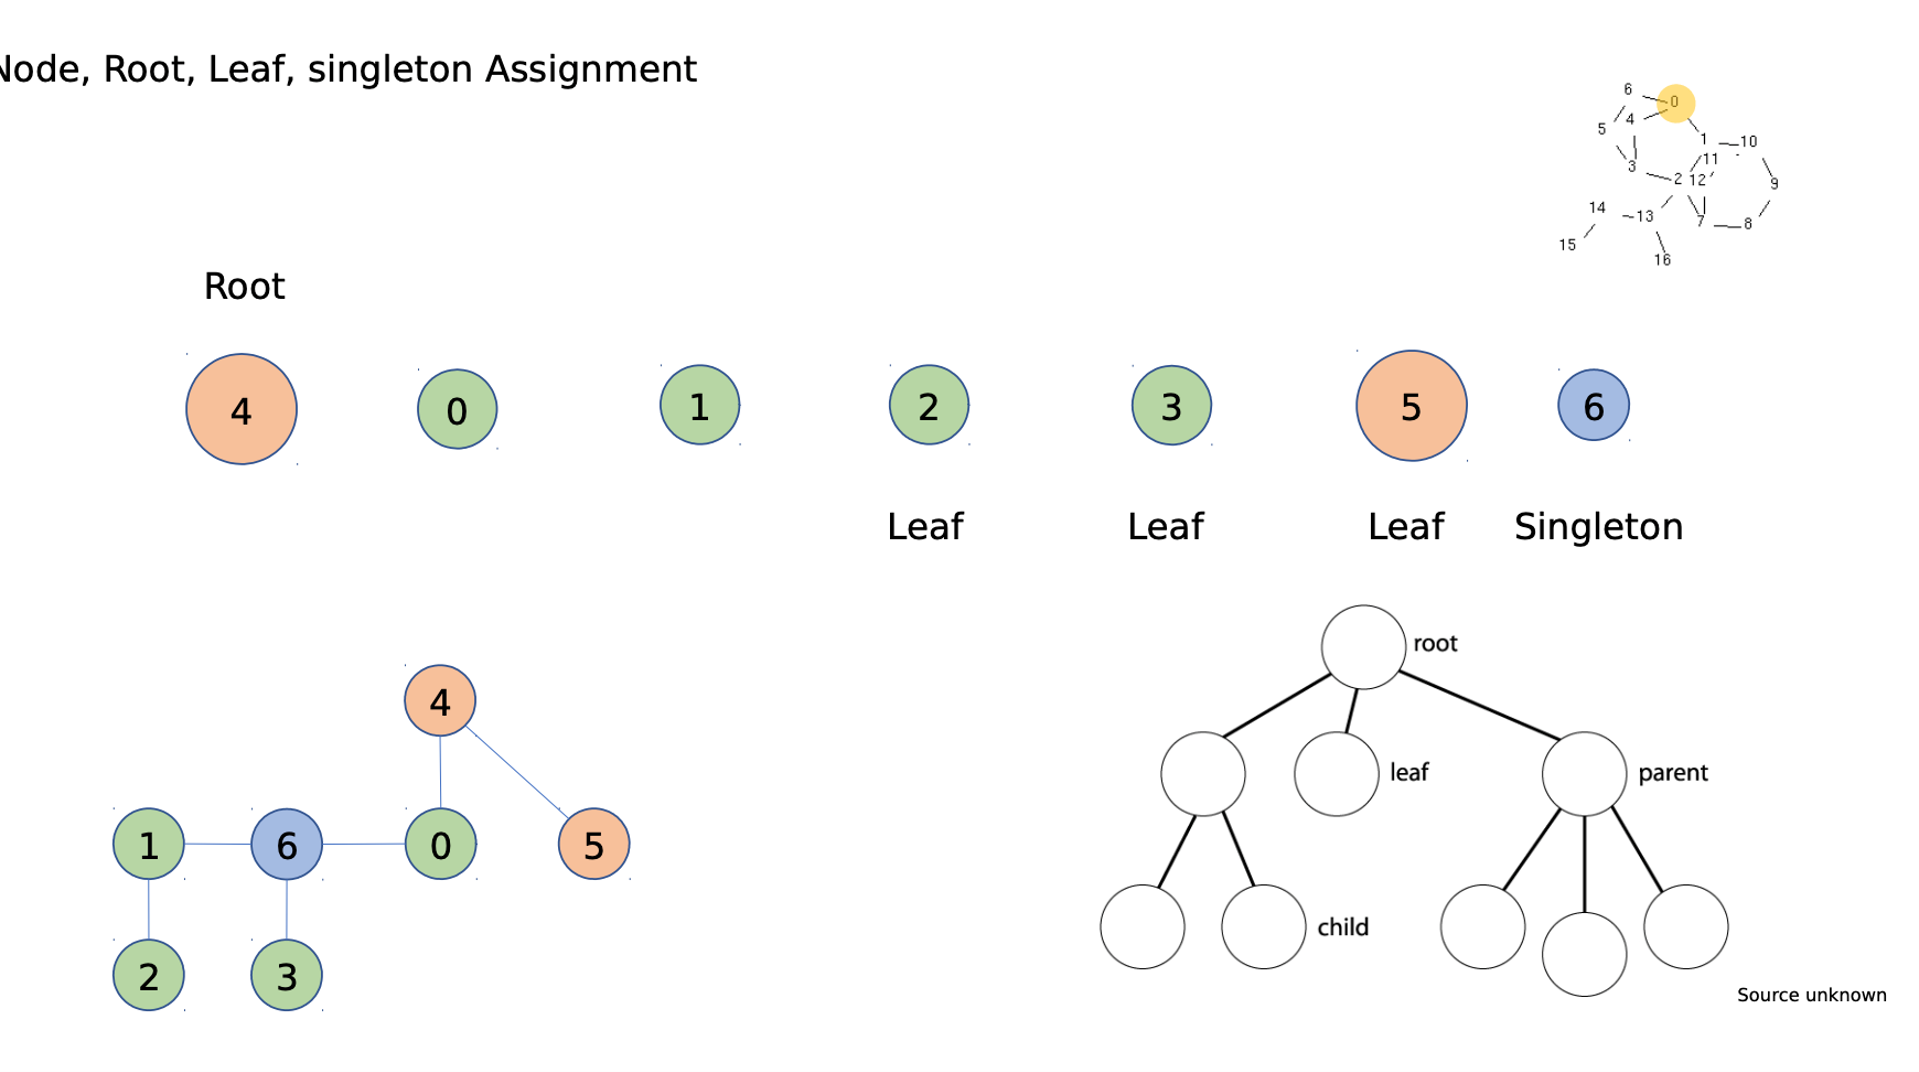 Node, Root, Leaf, singleton Assignment
6
0
4
5
1
10
11
3
2
12
9
14
13
7
8
15
16
Root
4
0
1
2
3
5
6
Leaf
Leaf
Leaf
Singleton
root
4
leaf
parent
1
6
0
5
child
2
3
Source unknown